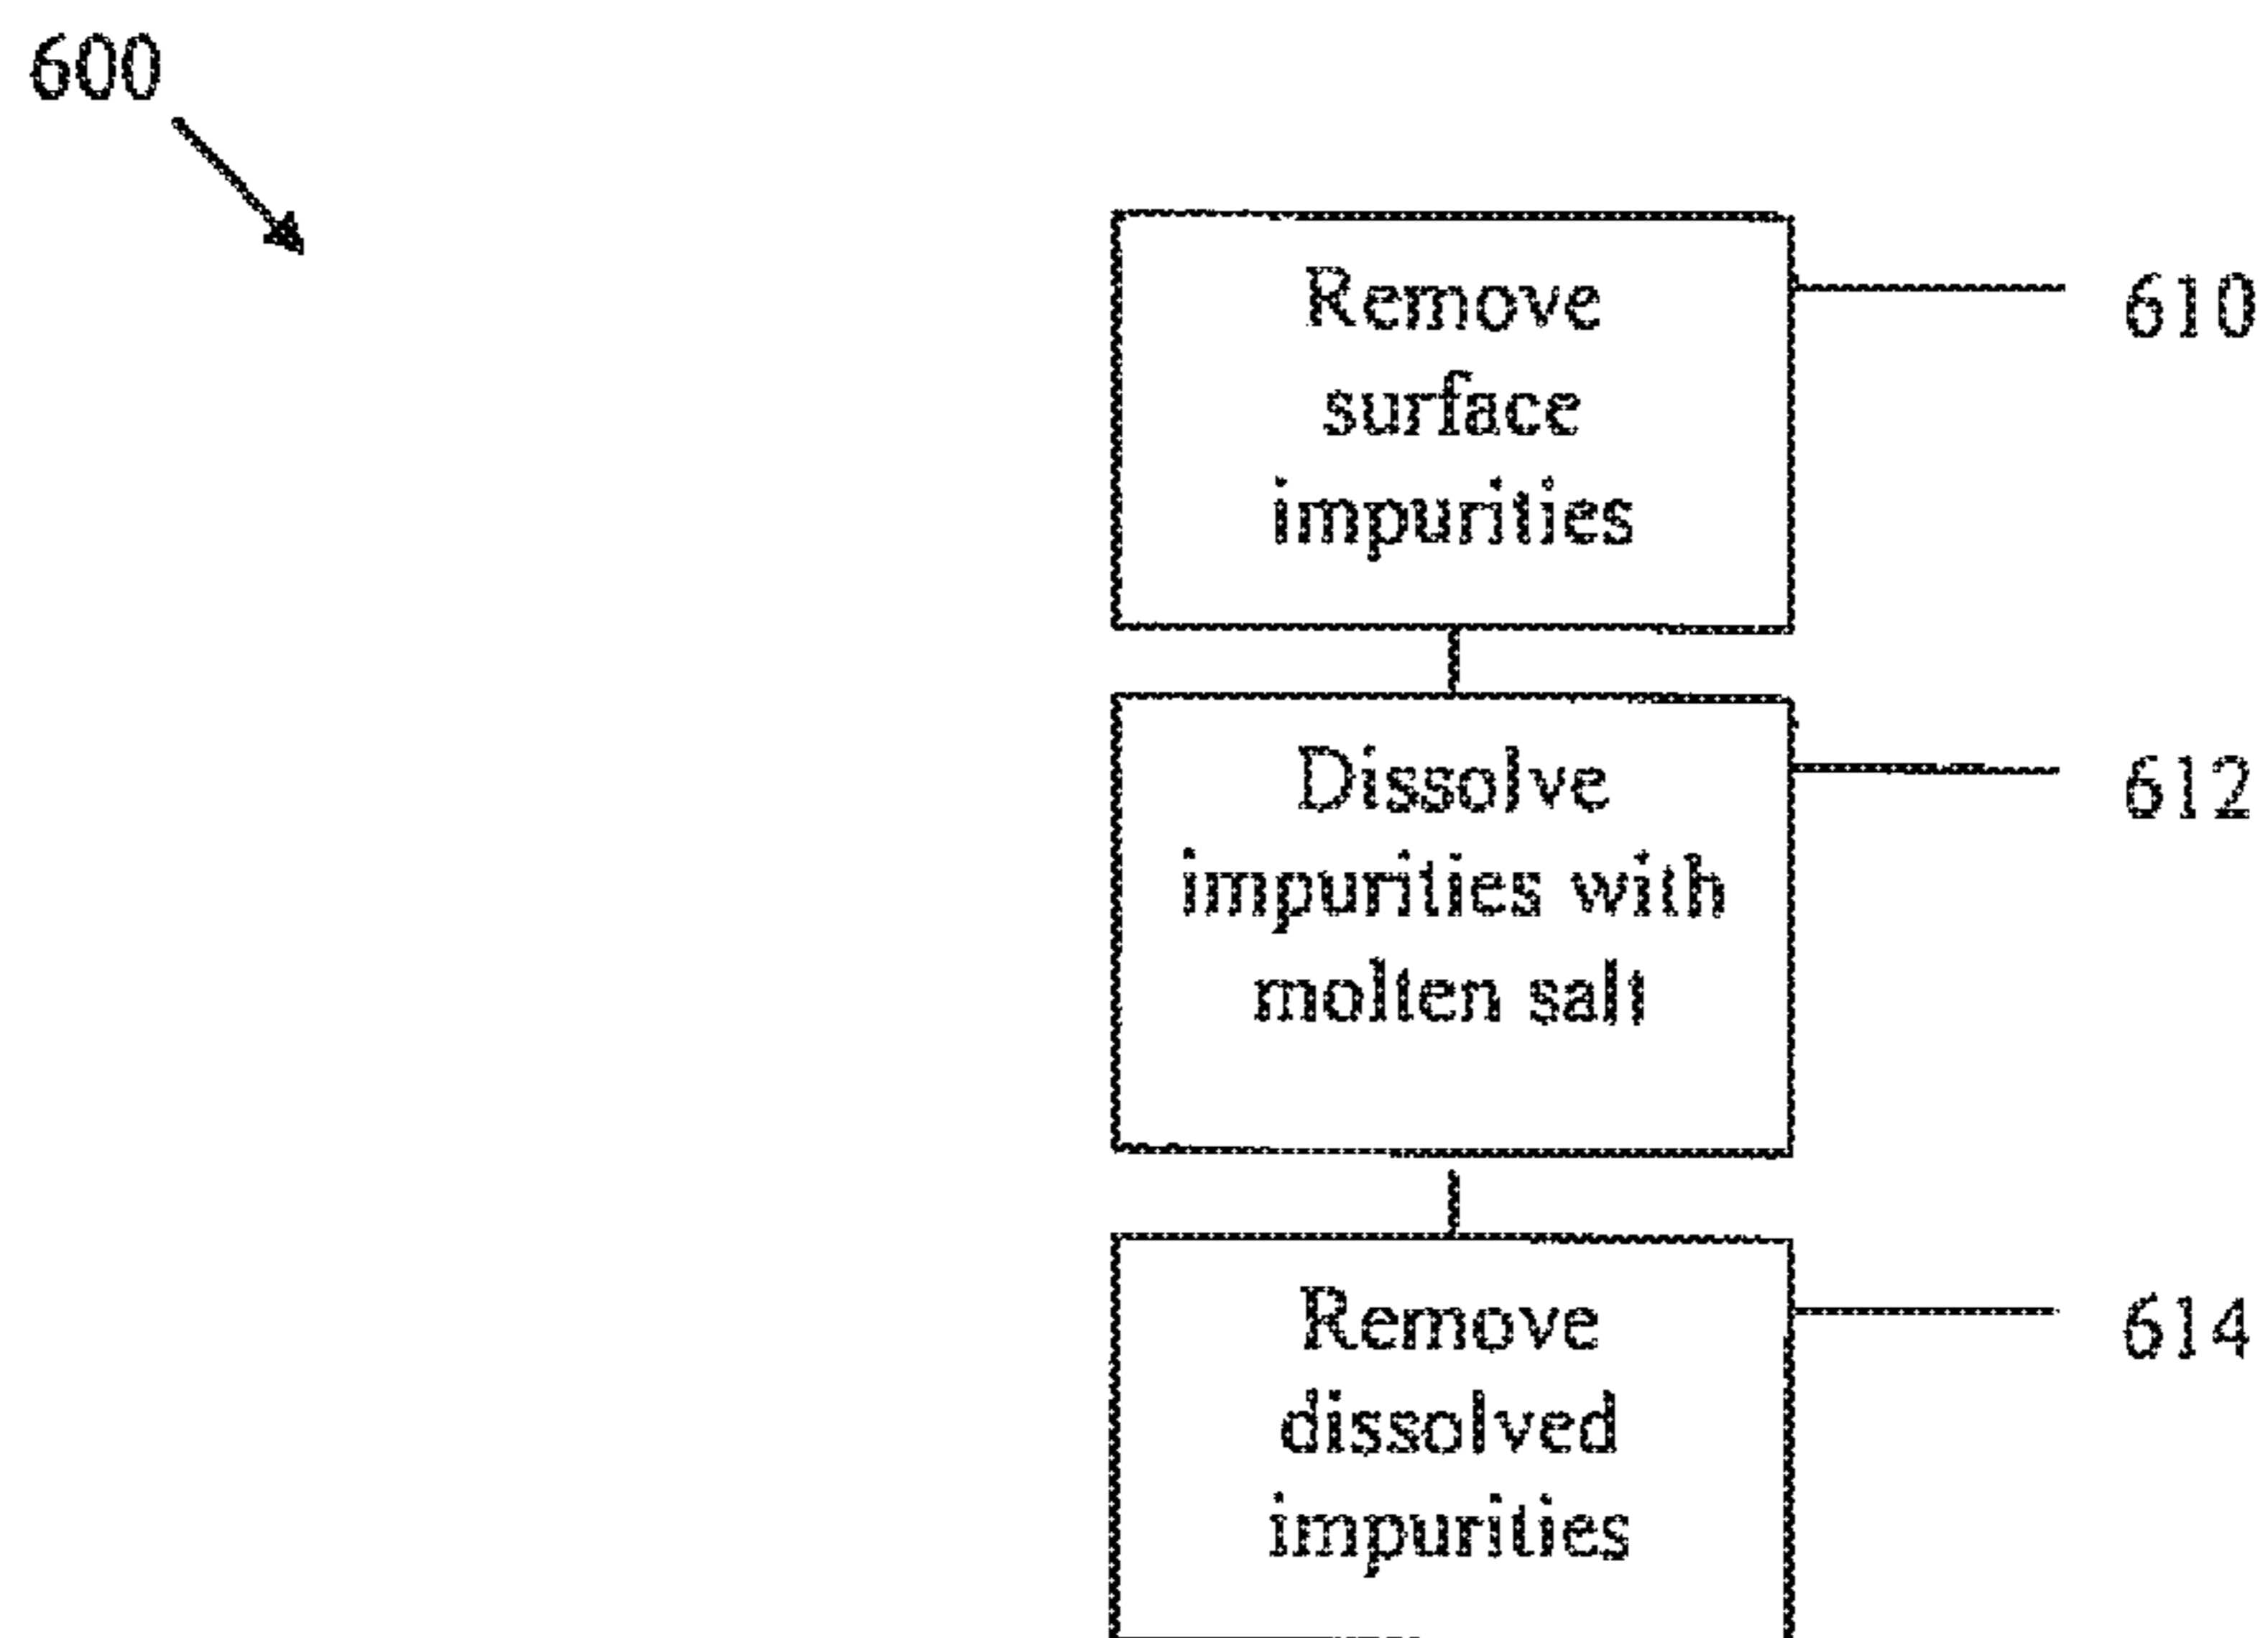 600
Remove
surface
impurities
610
Dissolve
impurities with
molten salt
612
Remove
dissolved
impurities
614